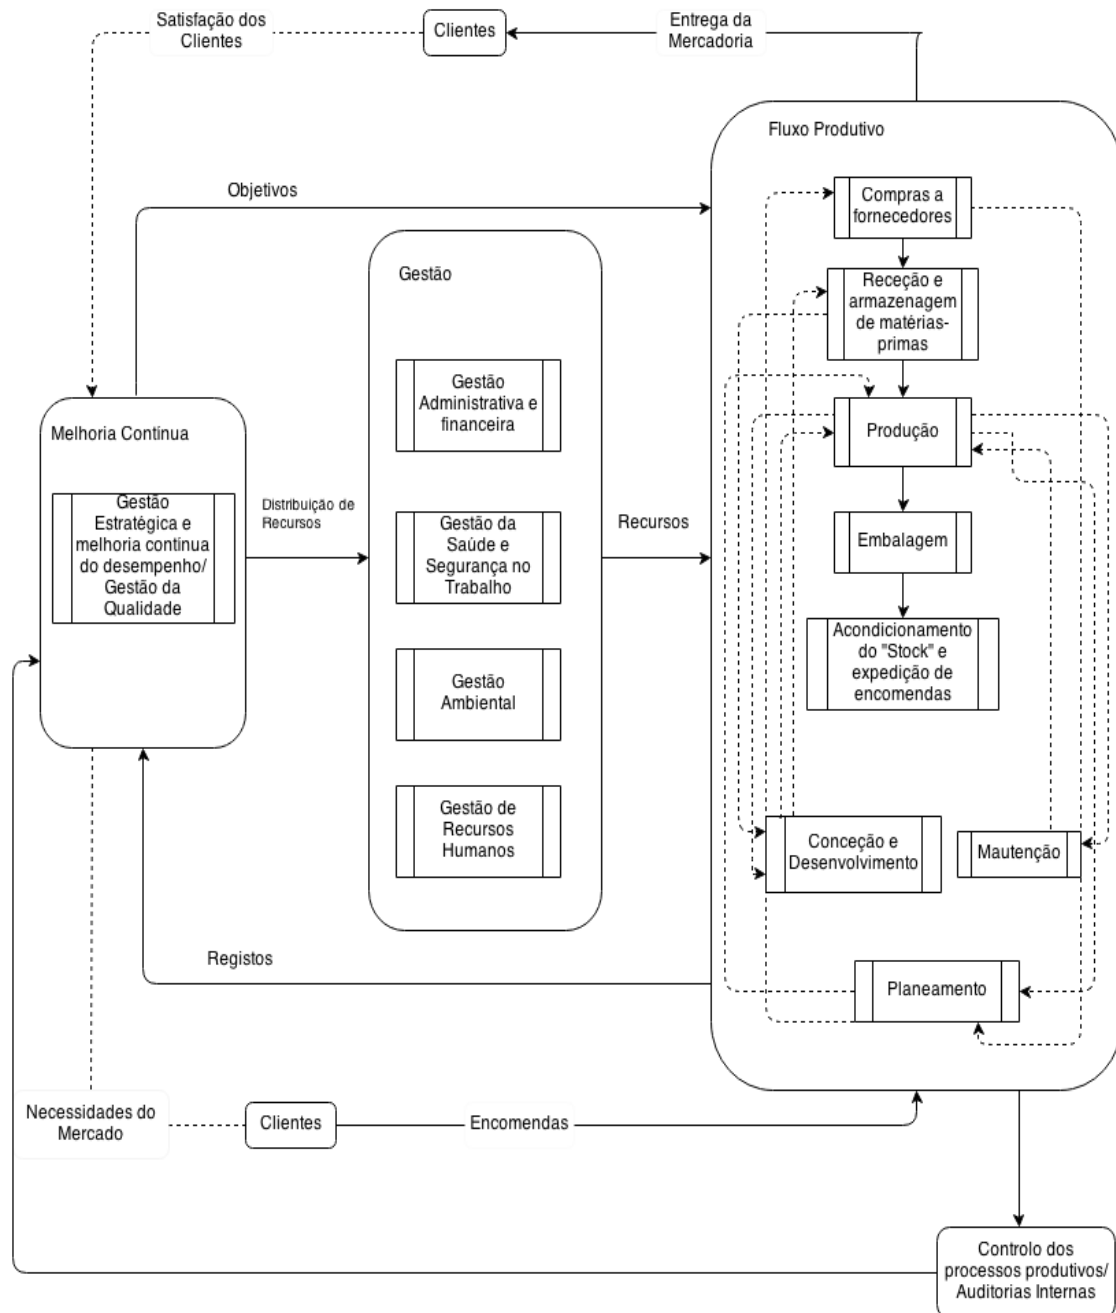 Satisfação dos
Clientes
Clientes
Entrega da
Mercadoria
Fluxo Produtivo
Compras a
fornecedores
Objetivos
Receção e
armazenagem
de matérias-
primas
Gestão
Gestão
Administrativa e
financeira
Produção
Melhoria Continua
Gestão
Estratégica e
melhoria continua
do desempenho/
Gestão da
Qualidade
Distribuição de
Recursos
Gestão da
Saúde e
Segurança no
Trabalho
Recursos
Embalagem
Acondicionamento
do "Stock" e
expedição de
encomendas
Gestão
Ambiental
Gestão de
Recursos
Humanos
Conceção e
Desenvolvimento
Mautenção
Registos
Planeamento
Necessidades do
Mercado
Clientes
Encomendas
Controlo dos
processos produtivos/
Auditorias Internas